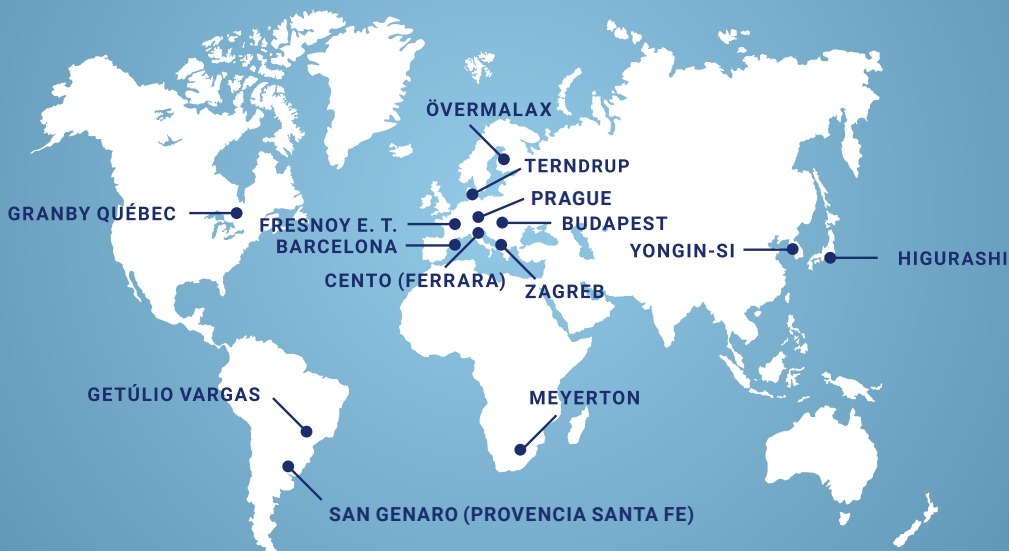 ÖVERMALAX
TERNDRUP
PRAGUE
GRANBY QUÉBEC
FRESNOY E. T.
BUDAPEST
BARCELONA
YONGIN-SI
HIGURASHI
CENTO (FERRARA)
ZAGREB
GETÚLIO VARGAS
MEYERTON
SAN GENARO (PROVENCIA SANTA FE)